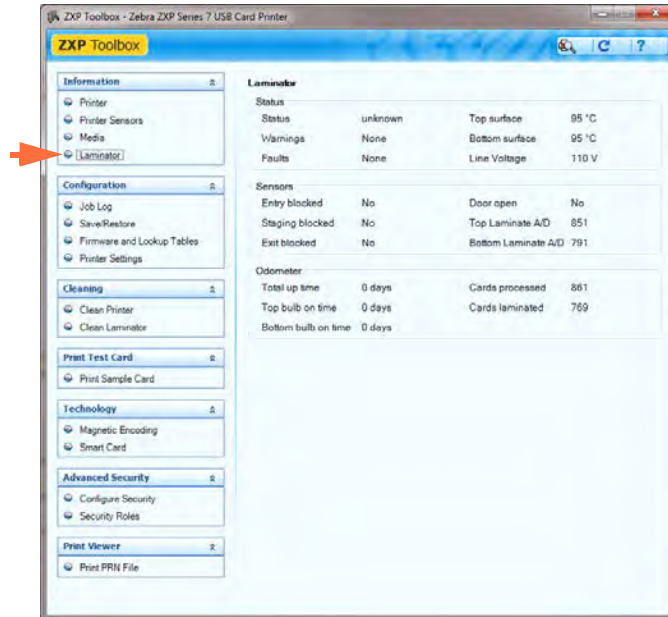 ZXP Toolbox - Zebra ZXP Series 7 USB Card Printer
ZXP Toolbox
?
Information
Printer
Printer Sensors
Media
Laminator
Configuration
Job Log
Save/Restore
Firmware and Lookup Tables
Printer Settings
Cleaning
Clean Printer
Clean Laminator
Print Test Card
Print Sample Card
Technology
Magnetic Encoding
Smart Card
Advanced Security
Configure Security
Security Roles
Print Viewer
Print PRN File
Laminator
Status
Status unknown Top surface 95 °C
Warnings None Bottom surface 95 °C
Faults None Line Voltage 110 V
Sensors
Entry blocked No Door open No
Staging blocked No Top Laminate A/D 851
Exit blocked No Bottom Laminate A/D 791
Odometer
Total up time 0 days Cards processed 861
Top bulb on time 0 days Cards laminated 769
Bottom bulb on time 0 days